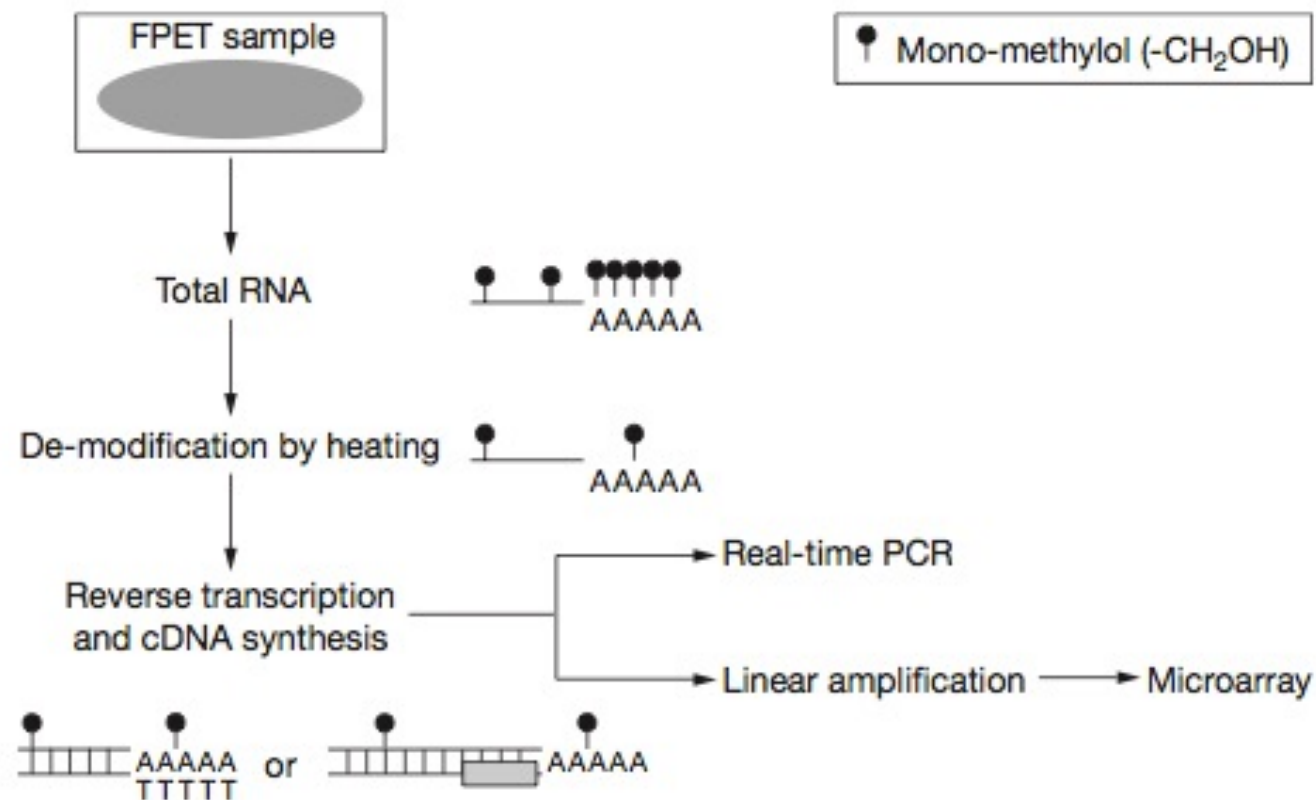 FPET sample
Mono-methylol (-CH₂OH)
Total RNA
AAAAA
De-modification by heating
AAAAA
Real-time PCR
Reverse transcription
and cDNA synthesis
Linear amplification
Microarray
AAAAA
TTTTT
or
AAAAA